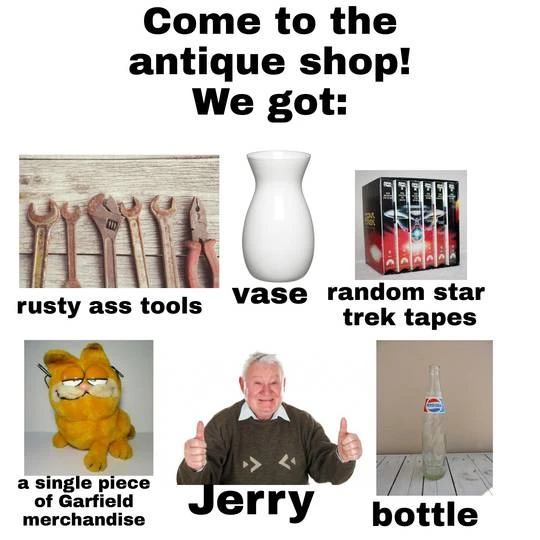 Come to the
antique shop!
We got:
rusty ass tools
vase
random star
trek tapes
a single piece
of Garfield
merchandise
Jerry
bottle